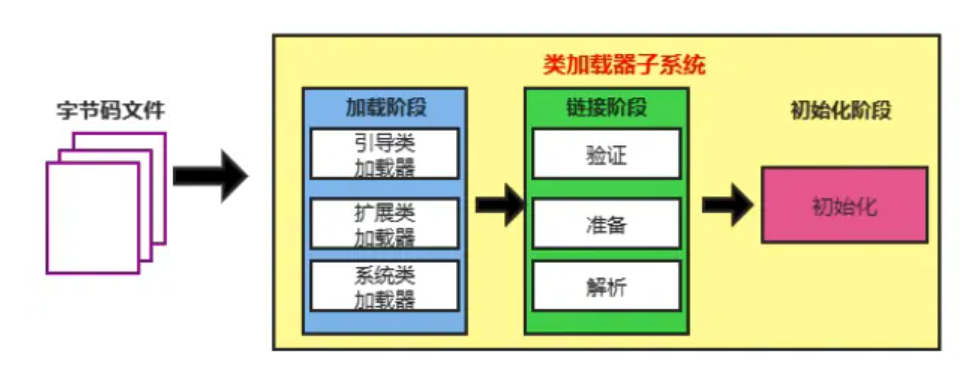 类加载器子系统
字节码文件
加载阶段
引导类
加载器
扩展类
加载器
系统类
加载器
链接阶段
验证
准备
解析
初始化阶段
初始化